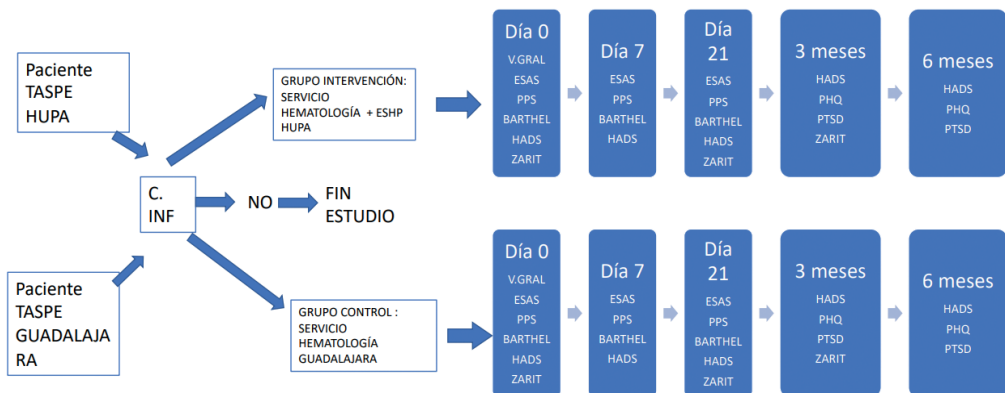 Paciente
TASPE
HUPA
GRUPO INTERVENCIÓN:
SERVICIO
HEMATOLOGÍA + ESHP
HUPA
Día 0
V.GRAL
ESAS
PPS
BARTHEL
HADS
ZARIT
Día 7
ESAS
PPS
BARTHEL
HADS
Día
21
ESAS
PPS
BARTHEL
HADS
ZARIT
3 meses
HADS
PHQ
PTSD
ZARIT
6 meses
HADS
PHQ
PTSD
C.
INF
NO
FIN
ESTUDIO
Paciente
TASPE
GUADALAJA
RA
GRUPO CONTROL :
SERVICIO
HEMATOLOGÍA
GUADALAJARA
Día 0
V.GRAL
ESAS
PPS
BARTHEL
HADS
ZARIT
Día 7
ESAS
PPS
BARTHEL
HADS
Día
21
ESAS
PPS
BARTHEL
HADS
ZARIT
3 meses
HADS
PHQ
PTSD
ZARIT
6 meses
HADS
PHQ
PTSD